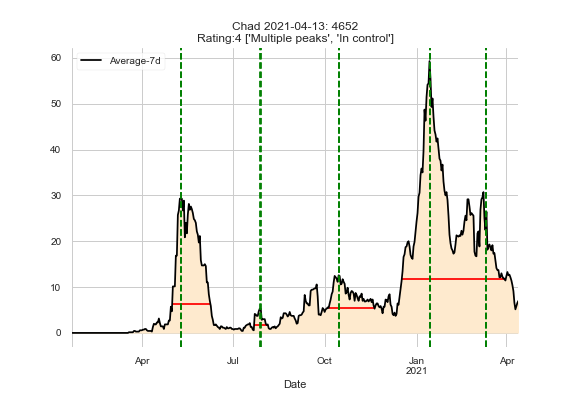 Chad 2021-04-13: 4652
Rating:4 ['Multiple peaks', 'In control']
Average-7d
60
50
40
30
20
10
0
Apr
Jul
Oct
Jan
2021
Apr
Date